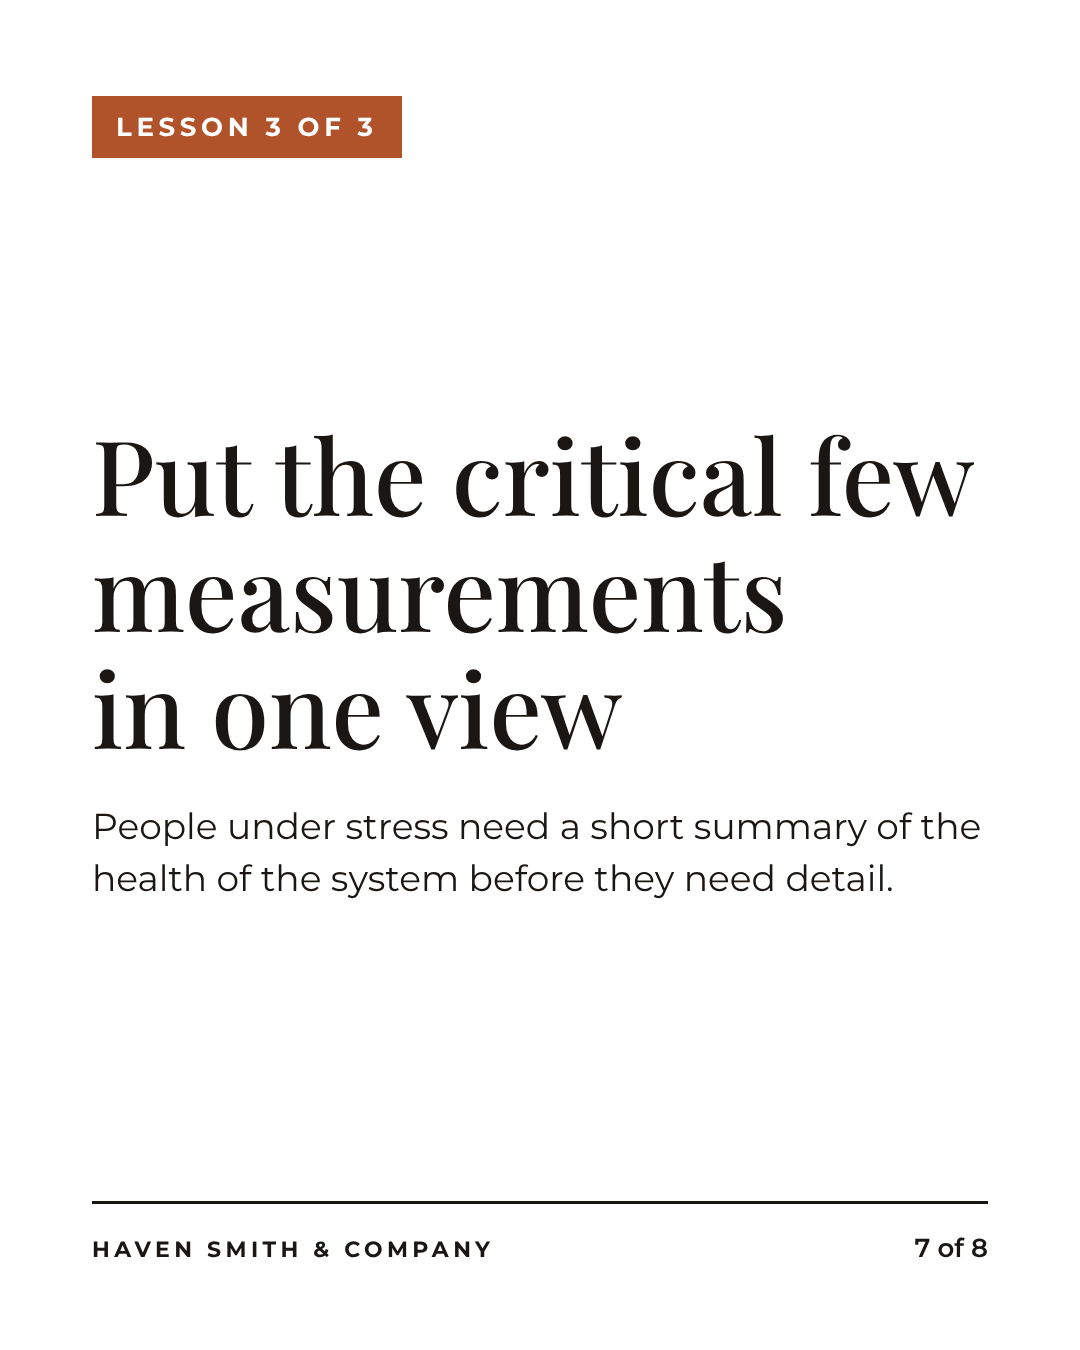 LESSON 3 OF 3
Put the critical few
measurements
in one view
People under stress need a short summary of the
health of the system before they need detail.
HAVEN SMITH & COMPANY
7 of 8